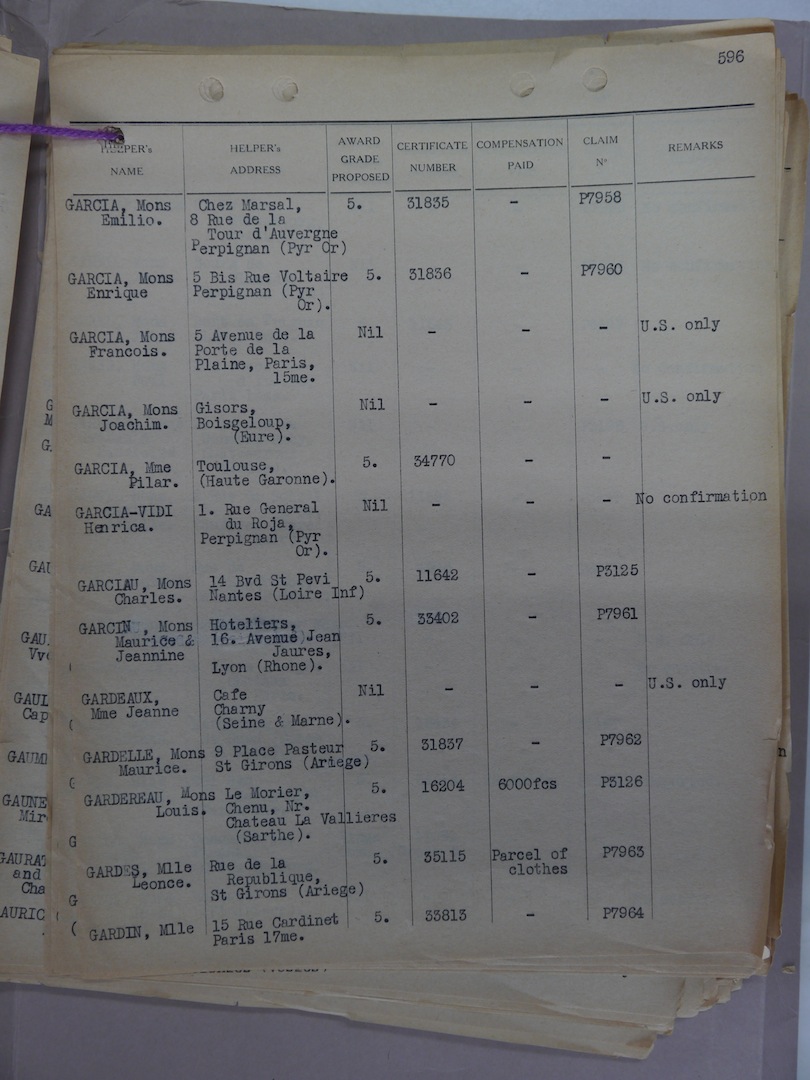 596
HELPER's NAME HELPER's ADDRESS AWARD GRADE PROPOSED CERTIFICATE NUMBER COMPENSATION PAID CLAIM Nº REMARKS
GARCIA, Mons Chez Marsal, 5. 31835 - P7958
Emilio. 8 Rue de la
Tour d'Auvergne
Perpignan (Pyr Or)
GARCIA, Mons 5 Bis Rue Voltaire 5. 31836 - P7960
Enrique Perpignan (Pyr
Or).
GARCIA, Mons 5 Avenue de la Nil - - - U.S. only
Francois. Porte de la
Plaine, Paris,
15me.
GARCIA, Mons Gisors, Nil - - - U.S. only
Joachim. Boisgeloup,
(Eure).
GARCIA, Mme Toulouse, 5. 34770 - -
Pilar. (Haute Garonne).
GARCIA-VIDI 1. Rue General Nil - - - No confirmation
Henrica. du Roja,
Perpignan (Pyr
Or).
GARCIAU, Mons 14 Bvd St Pevi 5. 11642 - P3125
Charles. Nantes (Loire Inf)
GARCIN, Mons Hoteliers, 5. 33402 - P7961
Maurice & 16. Avenue Jean
Jeannine Jaures,
Lyon (Rhone).
GARDEAUX, Cafe Nil - - - U.S. only
Mme Jeanne Charny
(Seine & Marne).
GARDELLE, Mons 9 Place Pasteur 5. 31837 - P7962
Maurice. St Girons (Ariege)
GARDEREAU, Mons Le Morier, 5. 16204 6000fcs P3126
Louis. Chenu, Nr.
Chateau La Vallieres
(Sarthe).
GARDES, Mlle Rue de la 5. 35115 Parcel of P7963
Leonce. Republique, clothes
St Girons (Ariege)
GARDIN, Mlle 15 Rue Cardinet 5. 33813 - P7964
Paris 17me.